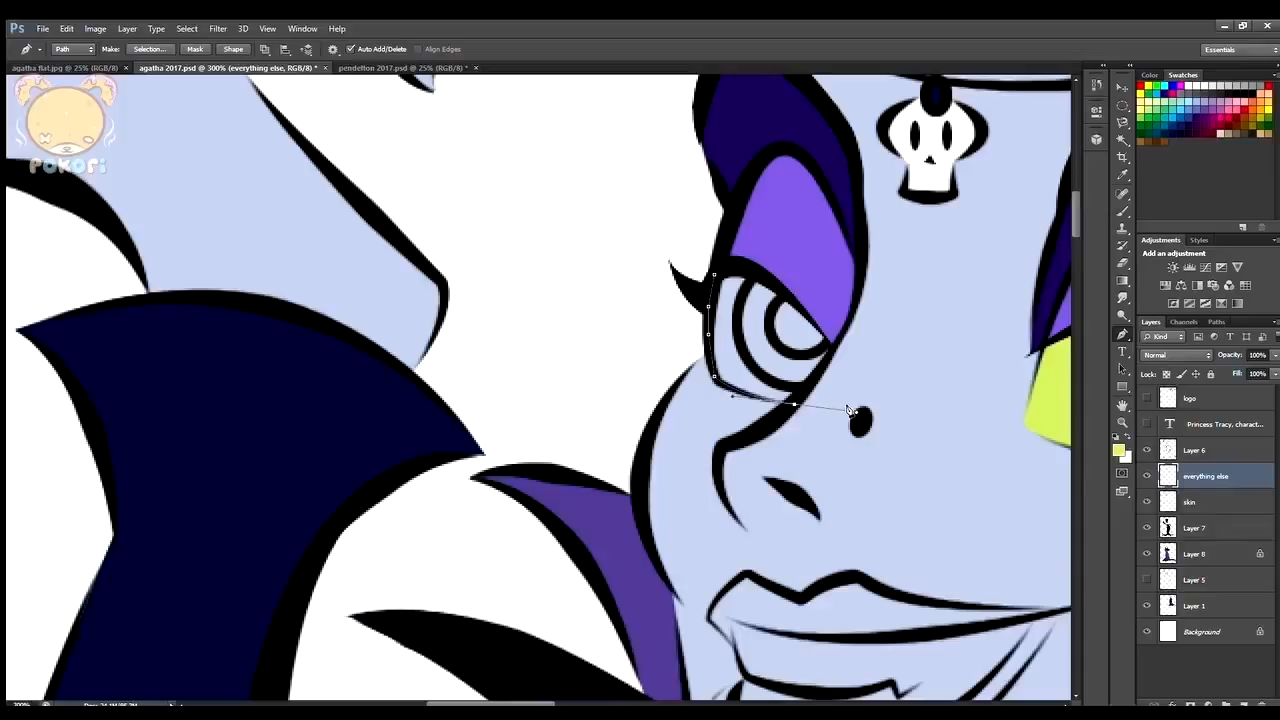 Ps File Edit Image Layer Type Select Filter 3D View Window Help
Path Make: Selection... Mask Shape Auto Add/Delete Align Edges Essentials
agatha flat.jpg @ 25% (RGB/8) × agatha 2017.psd @ 300% (everything else, RGB/8) * × pendelton 2017.psd @ 25% (RGB/8) * ×
POKORI
Color Swatches
Adjustments Styles
Add an adjustment
Layers Channels Paths
Kind
Normal Opacity: 100%
Lock: Fill: 100%
logo
T Princess Tracy, charact...
Layer 6
everything else
skin
Layer 7
Layer 8
Layer 5
Layer 1
Background
300%